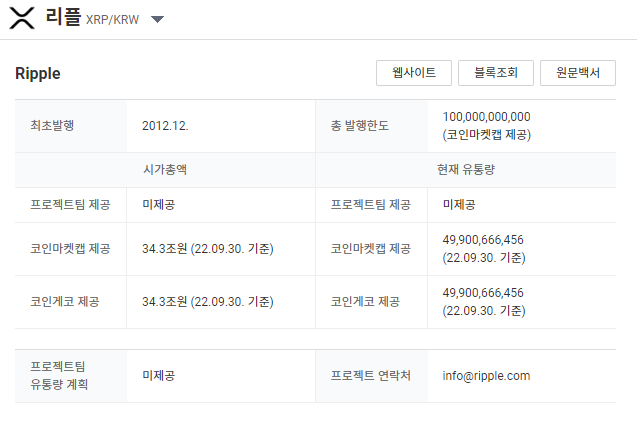 리플 XRP/KRW
Ripple
웹사이트 블록조회 원문백서
최초발행 2012.12. 총 발행한도 100,000,000,000
(코인마켓캡 제공)
시가총액 현재 유통량
프로젝트팀 제공 미제공 프로젝트팀 제공 미제공
코인마켓캡 제공 34.3조원 (22.09.30. 기준) 코인마켓캡 제공 49,900,666,456
(22.09.30. 기준)
코인게코 제공 34.3조원 (22.09.30. 기준) 코인게코 제공 49,900,666,456
(22.09.30. 기준)
프로젝트팀
유통량 계획 미제공 프로젝트 연락처 info@ripple.com